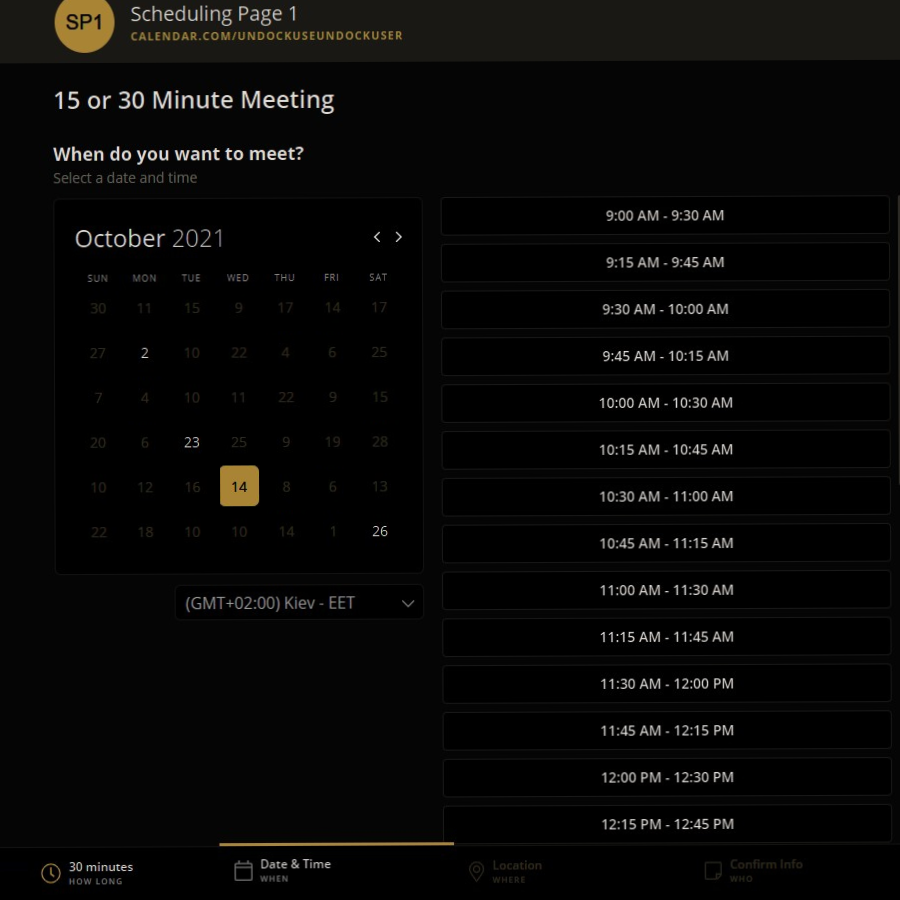 SP1
Scheduling Page 1
CALENDAR.COM/UNDOCKUSEUNDOCKUSER
15 or 30 Minute Meeting
When do you want to meet?
Select a date and time
October 2021
SUN MON TUE WED THU FRI SAT
30 11 15 9 17 14 17
27 2 10 22 4 6 25
7 4 10 11 22 9 15
20 6 23 25 9 19 28
10 12 16 14 8 6 13
22 18 10 10 14 1 26
(GMT+02:00) Kiev - EET
9:00 AM - 9:30 AM
9:15 AM - 9:45 AM
9:30 AM - 10:00 AM
9:45 AM - 10:15 AM
10:00 AM - 10:30 AM
10:15 AM - 10:45 AM
10:30 AM - 11:00 AM
10:45 AM - 11:15 AM
11:00 AM - 11:30 AM
11:15 AM - 11:45 AM
11:30 AM - 12:00 PM
11:45 AM - 12:15 PM
12:00 PM - 12:30 PM
12:15 PM - 12:45 PM
30 minutes
HOW LONG
Date & Time
WHEN
Location
WHERE
Confirm Info
WHO